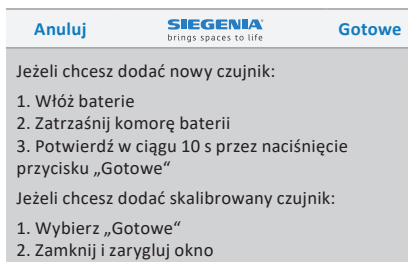 Anuluj SIEGENIA® Gotowe
brings spaces to life
Jeżeli chcesz dodać nowy czujnik:
1. Włóż baterie
2. Zatrzaśnij komorę baterii
3. Potwierdź w ciągu 10 s przez naciśnięcie
przycisku „Gotowe“
Jeżeli chcesz dodać skalibrowany czujnik:
1. Wybierz „Gotowe“
2. Zamknij i zarygluj okno